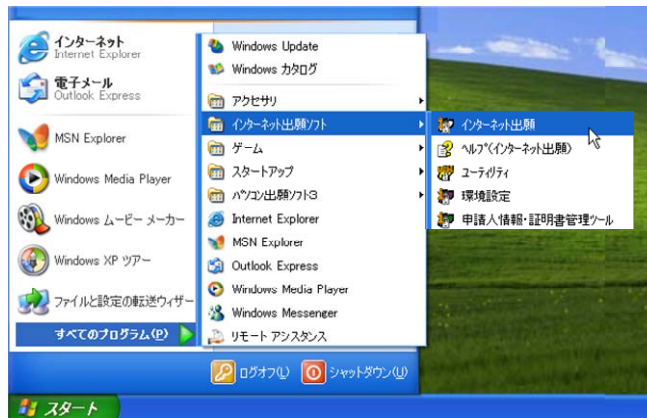 インターネット
Internet Explorer
電子メール
Outlook Express
MSN Explorer
Windows Media Player
Windows ムービー メーカー
Windows XP ツアー
ファイルと設定の転送ウィザー
すべてのプログラム(P)
Windows Update
Windows カタログ
アクセサリ
インターネット出願ソフト
ゲーム
スタートアップ
パソコン出願ソフト3
Internet Explorer
MSN Explorer
Outlook Express
Windows Media Player
Windows Messenger
リモート アシスタンス
インターネット出願
ヘルプ(インターネット出願)
ユーティリティ
環境設定
申請人情報・証明書管理ツール
ログオフ(L)
シャットダウン(U)
スタート